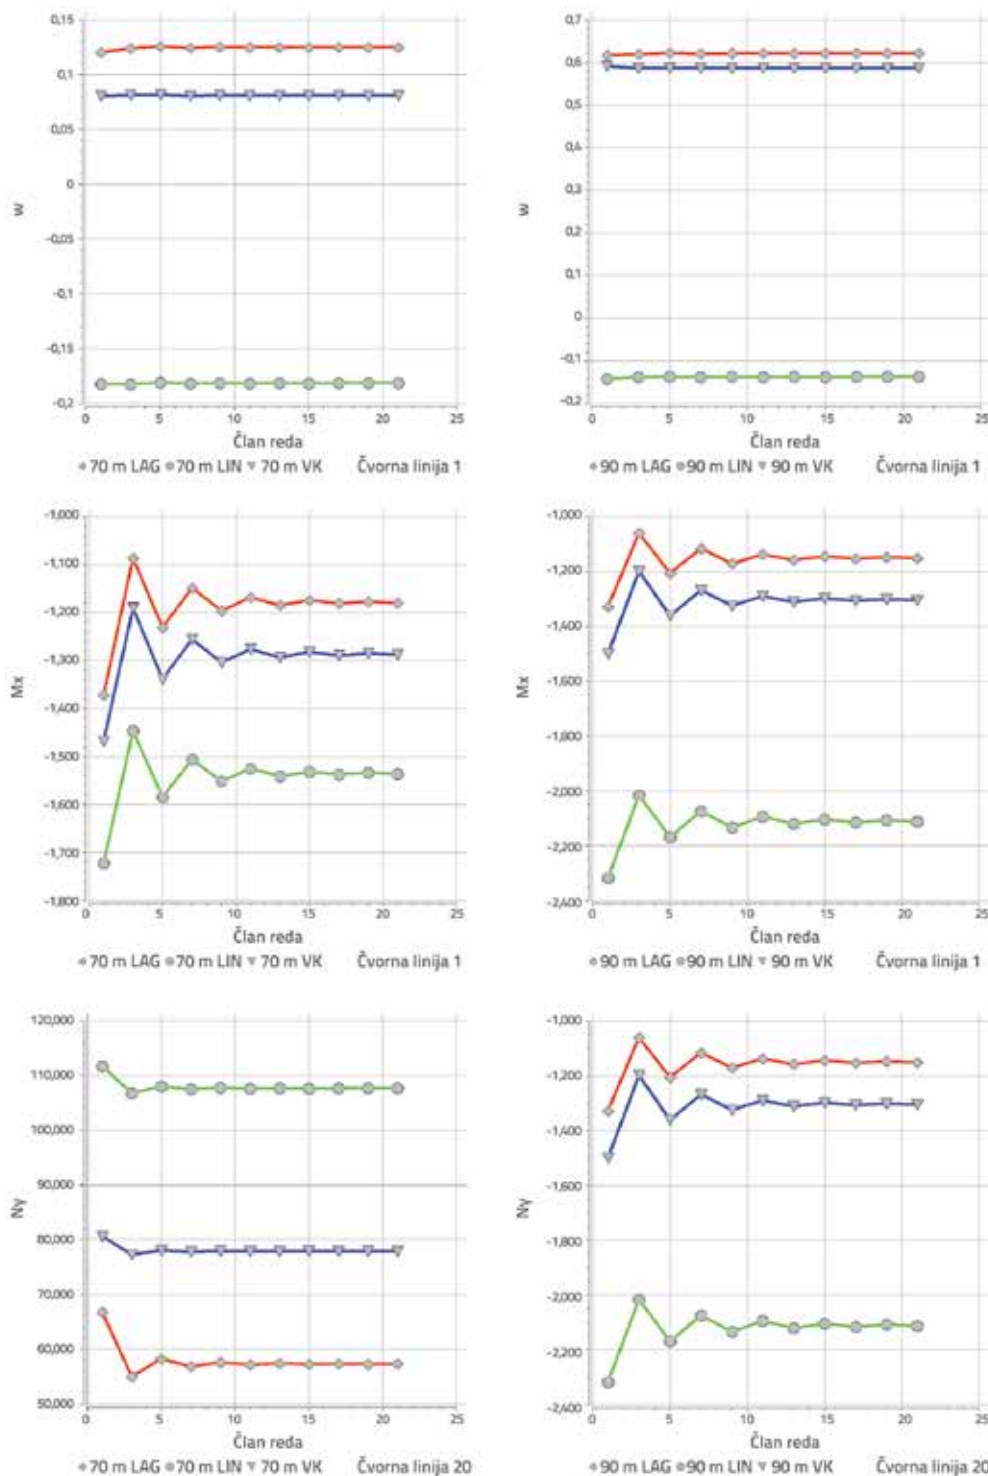 0,15
0,1
0,05
0
-0,05
-0,1
-0,15
-0,2
w
0 5 10 15 20 25
Član reda
70 m LAG 70 m LIN 70 m VK Čvorna linija 1
0,7
0,6
0,5
0,4
0,3
0,2
0,1
0
-0,1
-0,2
w
0 5 10 15 20 25
Član reda
90 m LAG 90 m LIN 90 m VK Čvorna linija 1
-1,000
-1,100
-1,200
-1,300
-1,400
-1,500
-1,600
-1,700
-1,800
Mx
0 5 10 15 20 25
Član reda
70 m LAG 70 m LIN 70 m VK Čvorna linija 1
-1,000
-1,200
-1,400
-1,600
-1,800
-2,000
-2,200
-2,400
Mx
0 5 10 15 20 25
Član reda
90 m LAG 90 m LIN 90 m VK Čvorna linija 1
120,000
110,000
100,000
90,000
80,000
70,000
60,000
50,000
Ny
0 5 10 15 20 25
Član reda
70 m LAG 70 m LIN 70 m VK Čvorna linija 20
-1,000
-1,200
-1,400
-1,600
-1,800
-2,000
-2,200
-2,400
Ny
0 5 10 15 20 25
Član reda
90 m LAG 90 m LIN 90 m VK Čvorna linija 20